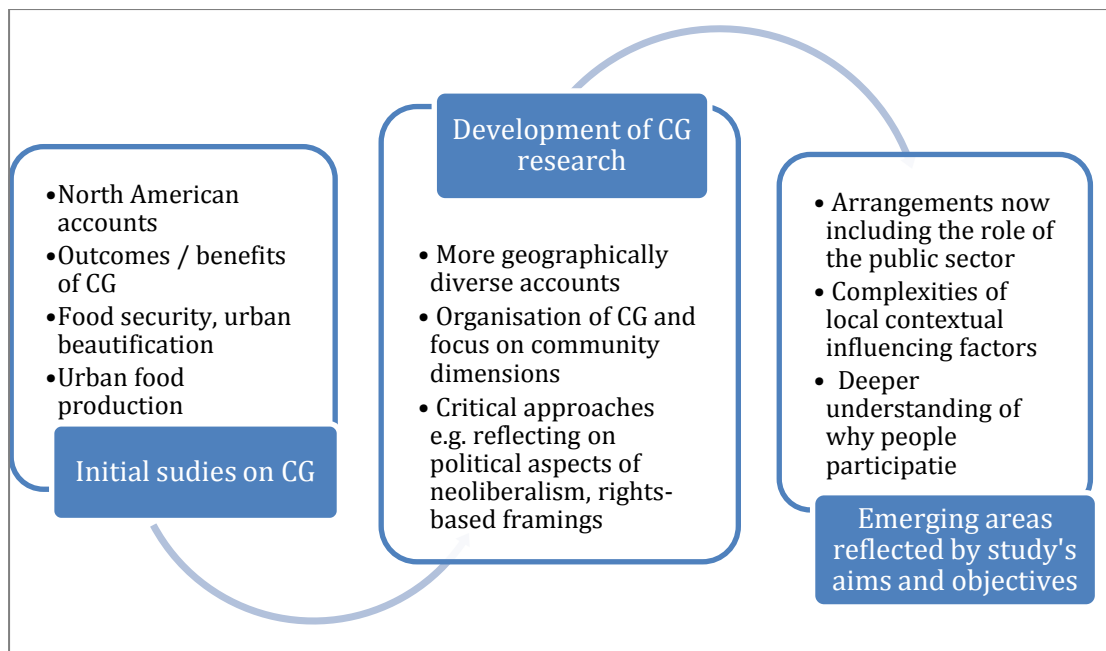 •North American
accounts
•Outcomes / benefits
of CG
•Food security, urban
beautification
•Urban food
production
Initial sudies on CG
Development of CG
research
• More geographically
diverse accounts
• Organisation of CG and
focus on community
dimensions
• Critical approaches
e.g. reflecting on
political aspects of
neoliberalism, rights-
based framings
• Arrangements now
including the role of
the public sector
• Complexities of
local contextual
influencing factors
• Deeper
understanding of
why people
participatie
Emerging areas
reflected by study's
aims and objectives